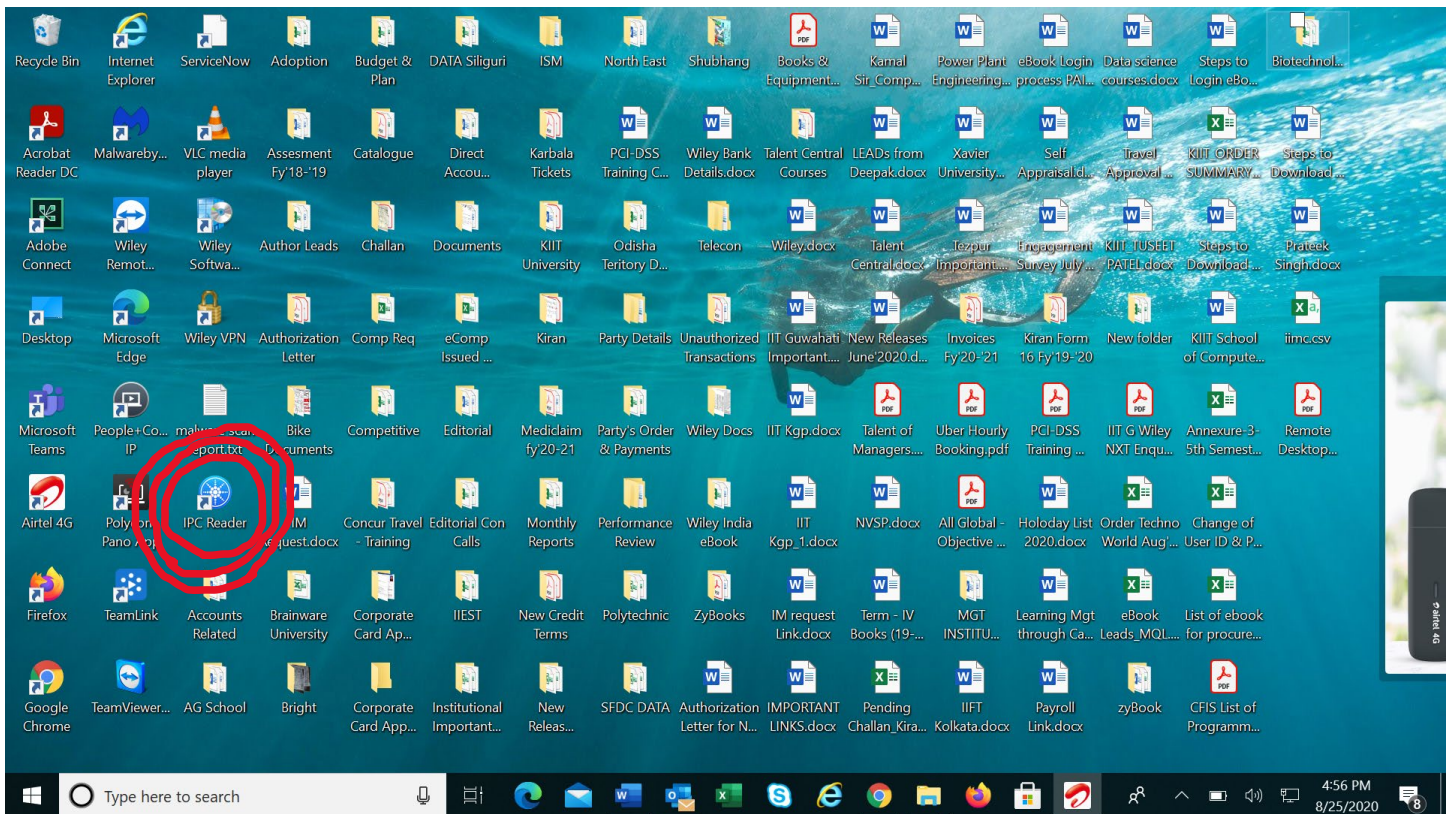 Recycle Bin
Internet
Explorer
ServiceNow
Adoption
Budget &
Plan
DATA Siliguri
ISM
North East
Shubhang
Books &
Equipment...
Kamal
Sir_Comp...
Power Plant
Engineering...
eBook Login
process PAI...
Data science
courses.docx
Steps to
Login eBo...
Biotechnol...
Acrobat
Reader DC
Malwareby...
VLC media
player
Assesment
Fy'18-'19
Catalogue
Direct
Accou...
Karbala
Tickets
PCI-DSS
Training C...
Wiley Bank
Details.docx
Talent Central
Courses
LEADs from
Deepak.docx
Xavier
University...
Self
Appraisal.d...
Travel
Approval ...
KIIT ORDER
SUMMARY...
Steps to
Download ...
Adobe
Connect
Wiley
Remot...
Wiley
Softwa...
Author Leads
Challan
Documents
KIIT
University
Odisha
Teritory D...
Telecon
Wiley.docx
Talent
Central.docx
Tezpur
Important...
Engagement
Survey July'...
KIIT_TUSEET
PATEL.docx
Steps to
Download ...
Prateek
Singh.docx
Desktop
Microsoft
Edge
Wiley VPN
Authorization
Letter
Comp Req
eComp
Issued ...
Kiran
Party Details
Unauthorized
Transactions
IIT Guwahati
Important....
New Releases
June'2020.d...
Invoices
Fy'20-'21
Kiran Form
16 Fy'19-'20
New folder
KIIT School
of Compute...
iimc.csv
Microsoft
Teams
People+Co...
IP
malware scan
report.txt
Bike
Documents
Competitive
Editorial
Mediclaim
fy'20-21
Party's Order
& Payments
Wiley Docs
IIT Kgp.docx
Talent of
Managers....
Uber Hourly
Booking.pdf
PCI-DSS
Training ...
IIT G Wiley
NXT Enqu...
Annexure-3-
5th Semest...
Remote
Desktop...
Airtel 4G
Pano App
IPC Reader
IM
Request.docx
Concur Travel
- Training
Editorial Con
Calls
Monthly
Reports
Performance
Review
Wiley India
eBook
IIT
Kgp_1.docx
NVSP.docx
All Global -
Objective ...
Holoday List
2020.docx
Order Techno
World Aug'...
Change of
User ID & P...
Firefox
TeamLink
Accounts
Related
Brainware
University
Corporate
Card Ap...
IIEST
New Credit
Terms
Polytechnic
ZyBooks
IM request
Link.docx
Term - IV
Books (19-...
MGT
INSTITU...
Learning Mgt
through Ca...
eBook
Leads_MQL...
List of ebook
for procure...
airtel 4G
Google
Chrome
TeamViewer...
AG School
Bright
Corporate
Card App...
Institutional
Important...
New
Releas...
SFDC DATA
Authorization
Letter for N...
IMPORTANT
LINKS.docx
Pending
Challan_Kira...
IIFT
Kolkata.docx
Payroll
Link.docx
zyBook
CFIS List of
Programm...
Type here to search
4:56 PM
8/25/2020
8